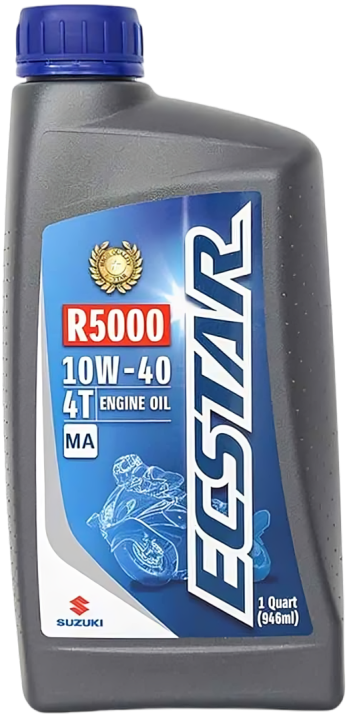 R5000
10W-40
4T ENGINE OIL
MA
ECSTAR
SUZUKI
1 Quart
(946ml)